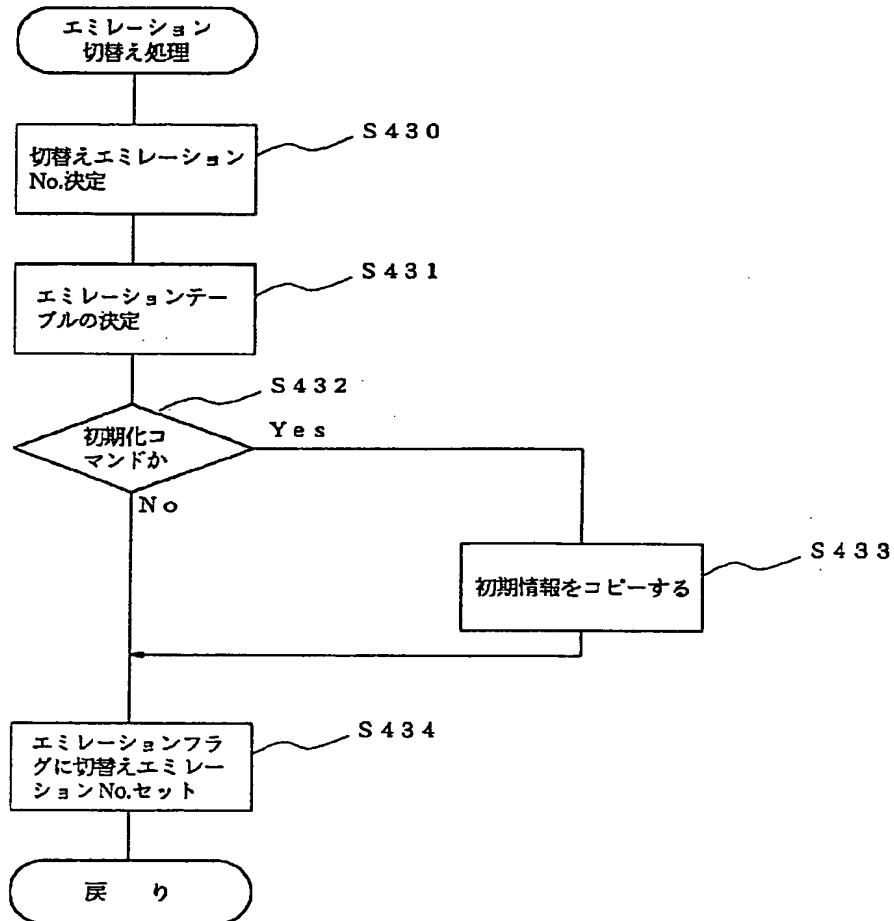 エミレーション
切替え処理
S430
切替えエミレーション
No.決定
S431
エミレーションテー
ブルの決定
S432
初期化コ
マンドか
Yes
No
S433
初期情報をコピーする
S434
エミレーションフラ
グに切替えエミレー
ションNo.セット
戻り